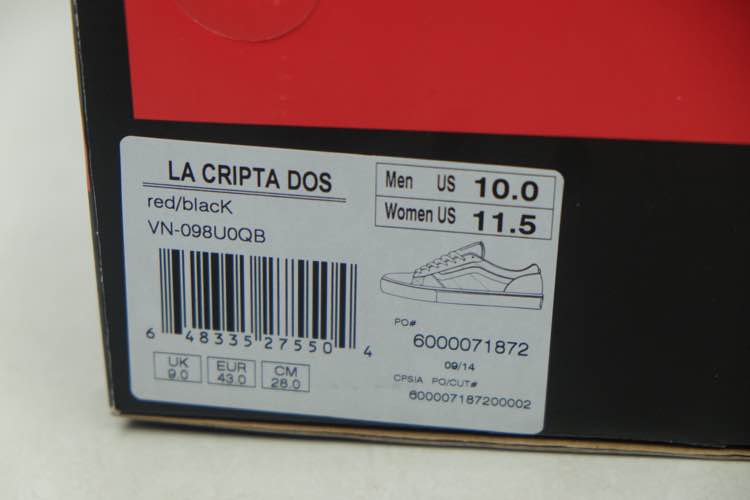 LA CRIPTA DOS
red/blacK
VN-098U0QB
Men US 10.0
Women US 11.5
6 48335 27550 4
UK 9.0
EUR 43.0
CM 28.0
PO#
6000071872
09/14
CPSIA PO/CUT#
600007187200002